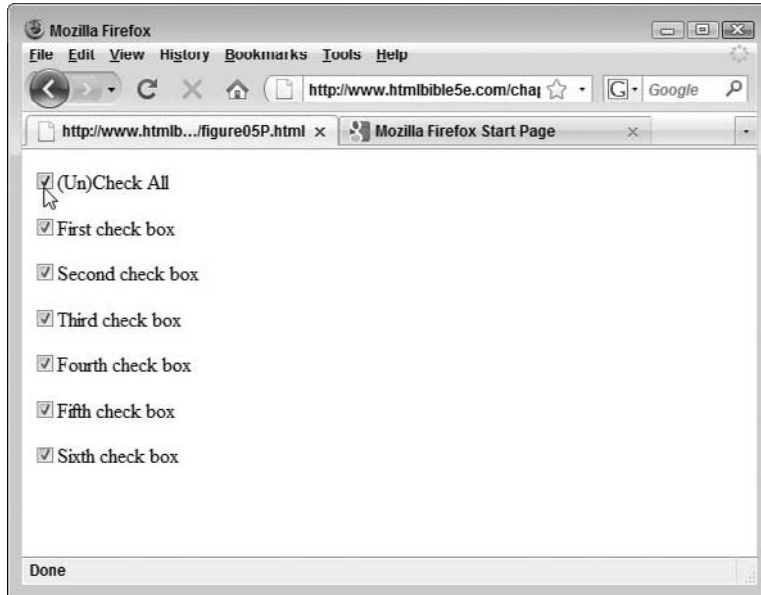 Mozilla Firefox
File Edit View History Bookmarks Tools Help
http://www.htmlbible5e.com/chap
G Google
http://www.htmlb.../figure05P.html
Mozilla Firefox Start Page
(Un)Check All
First check box
Second check box
Third check box
Fourth check box
Fifth check box
Sixth check box
Done